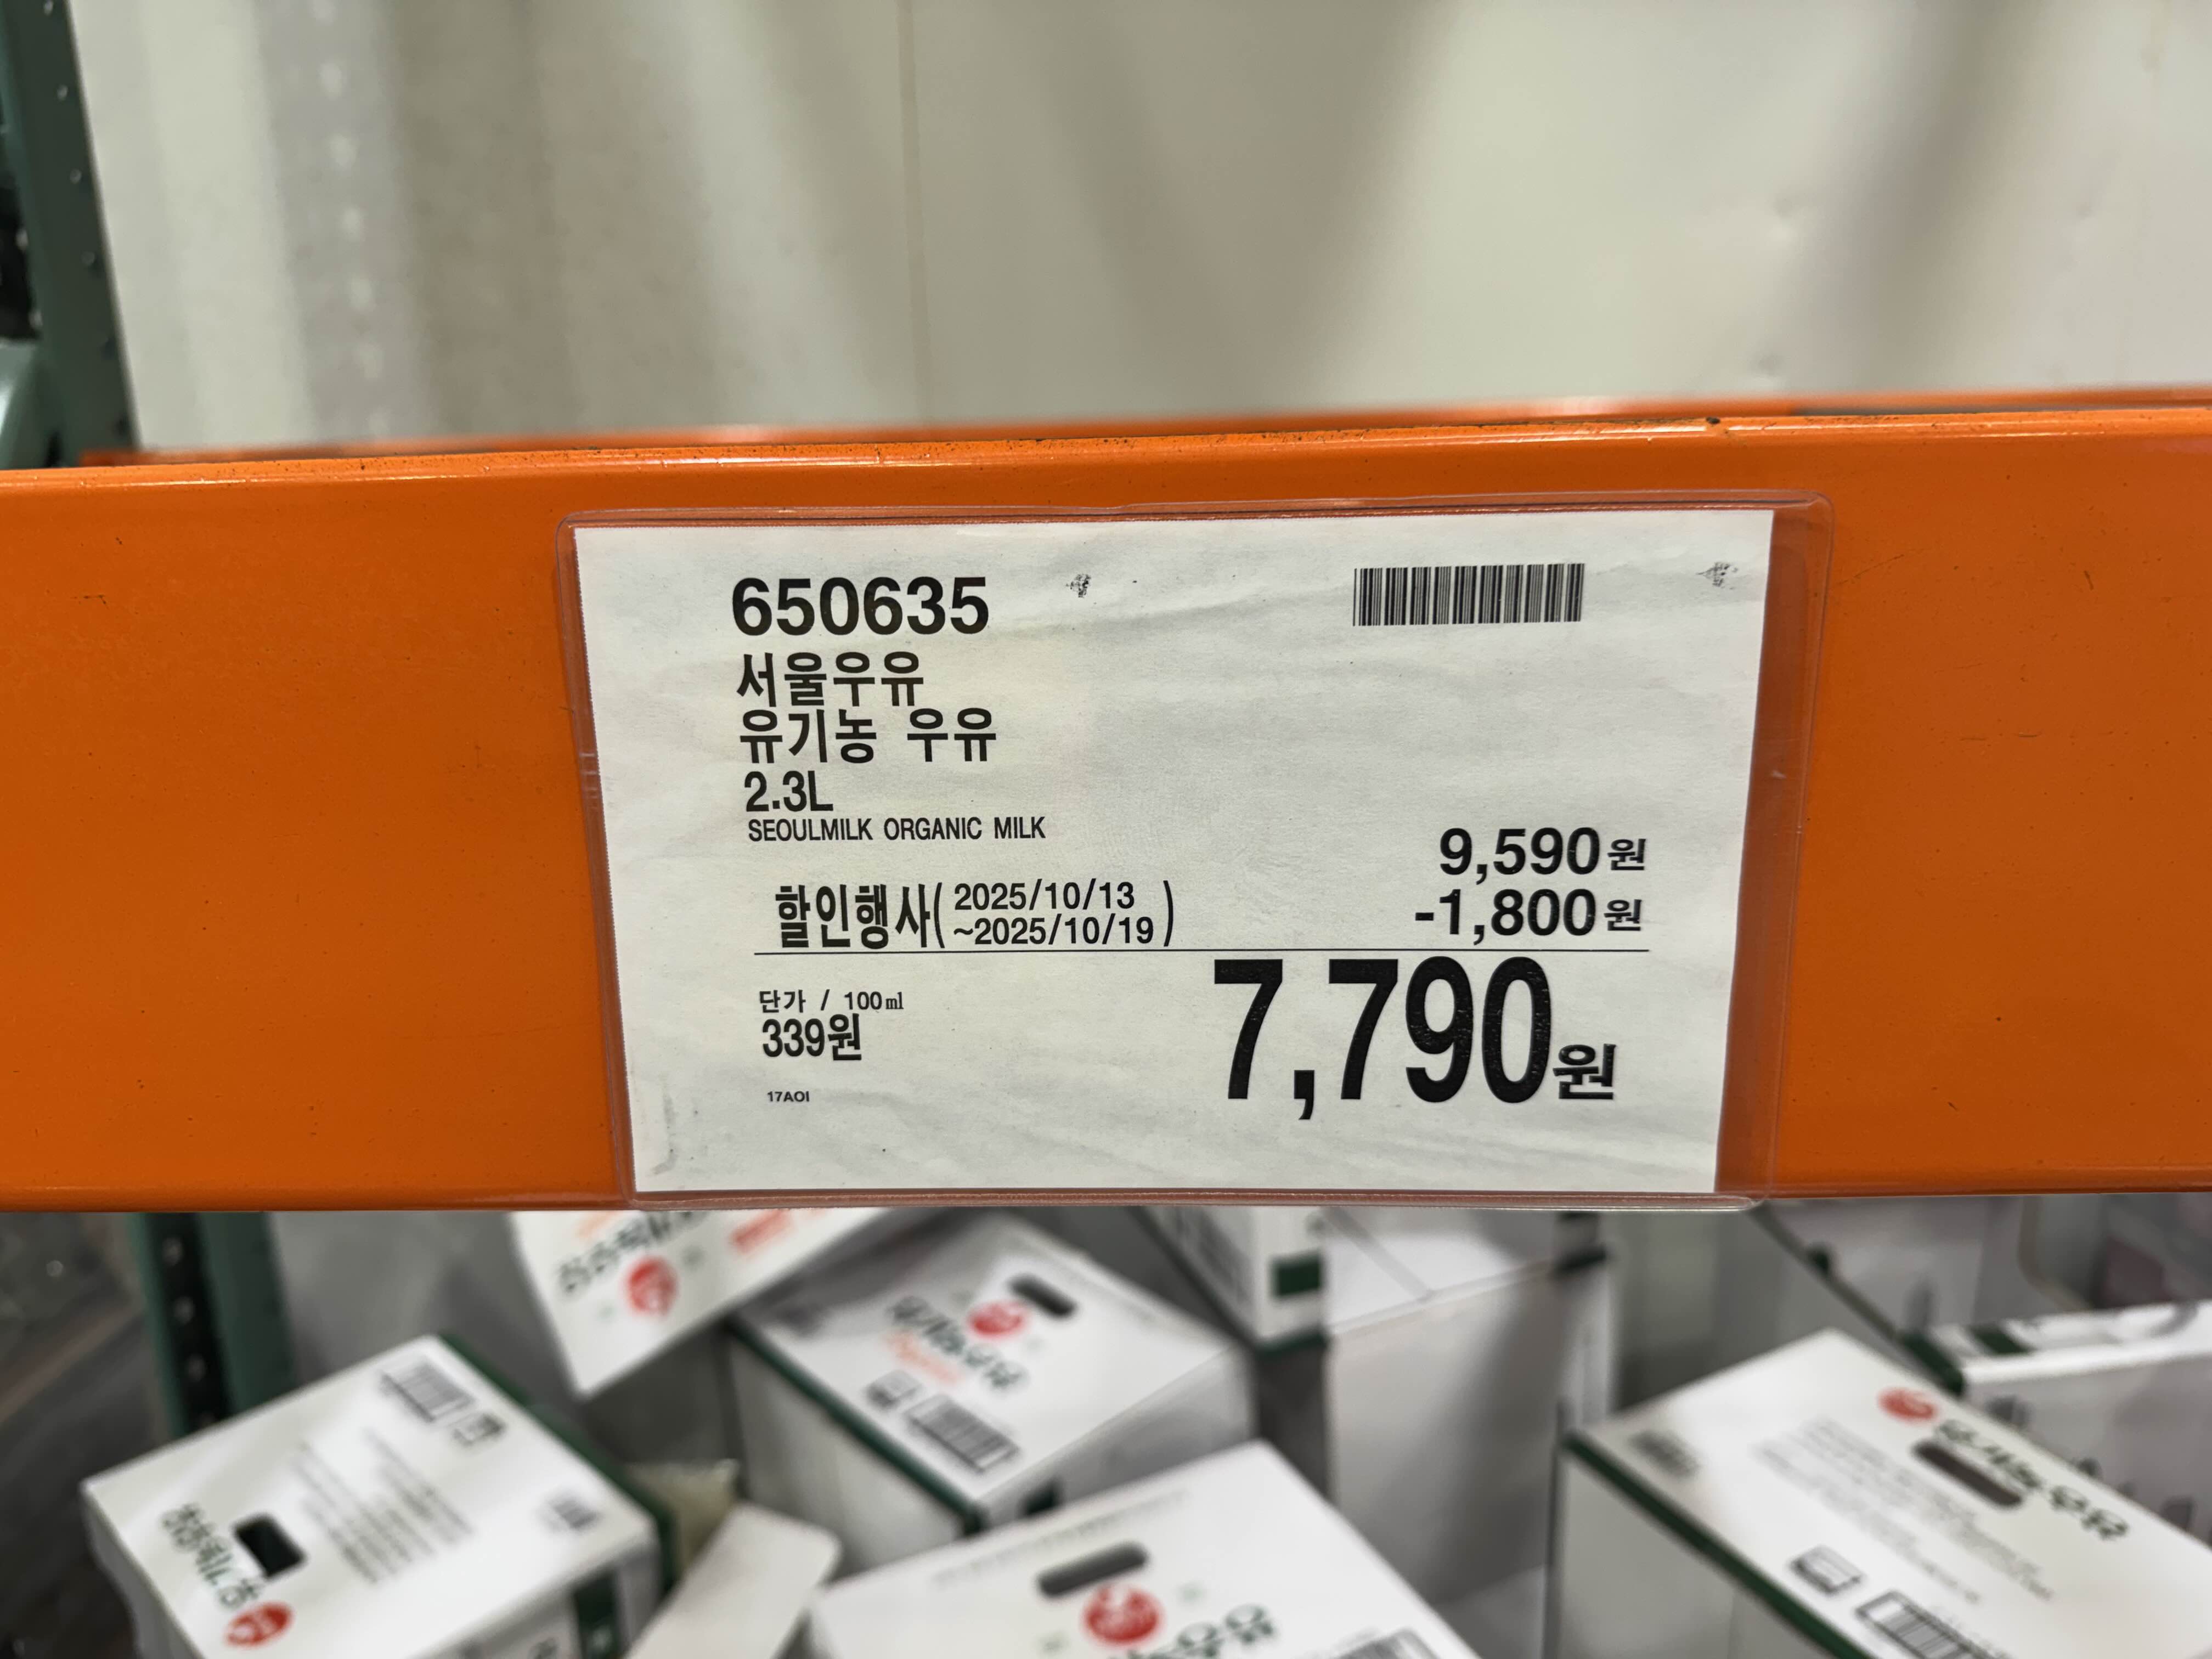 650635
서울우유
유기농 우유
2.3L
SEOULMILK ORGANIC MILK
9,590원
할인행사( 2025/10/13
~2025/10/19 )
-1,800원
단가 / 100㎖
339원
7,790원
17AOI